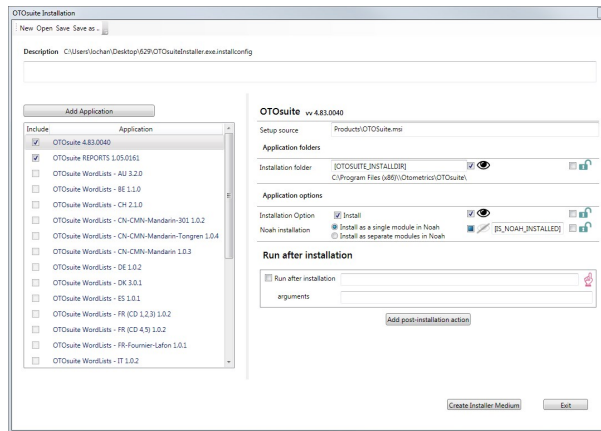 OTOsuite Installation
New Open Save Save as ..
Description C:\Users\lochan\Desktop\629\OTOsuiteInstaller.exe.installconfig
Add Application
Include Application
OTOsuite 4.83.0040
OTOsuite REPORTS 1.05.0161
OTOsuite WordLists - AU 3.2.0
OTOsuite WordLists - BE 1.1.0
OTOsuite WordLists - CH 2.1.0
OTOsuite WordLists - CN-CMN-Mandarin-301 1.0.2
OTOsuite WordLists - CN-CMN-Mandarin-Tongren 1.0.4
OTOsuite WordLists - CN-CMN-Mandarin 1.0.3
OTOsuite WordLists - DE 1.0.2
OTOsuite WordLists - DK 3.0.1
OTOsuite WordLists - ES 1.0.1
OTOsuite WordLists - FR (CD 1,2,3) 1.0.2
OTOsuite WordLists - FR (CD 4,5) 1.0.2
OTOsuite WordLists - FR-Fournier-Lafon 1.0.1
OTOsuite WordLists - IT 1.0.2
OTOsuite vv 4.83.0040
Setup source Products\OTOSuite.msi
Application folders
Installation folder [OTOSUITE_INSTALLDIR]
C:\Program Files (x86)\\Otometrics\OTOsuite\
Application options
Installation Option Install
Noah installation Install as a single module in Noah [IS_NOAH_INSTALLED]
Install as separate modules in Noah
Run after installation
Run after installation
arguments
Add post-installation action
Create Installer Medium Exit